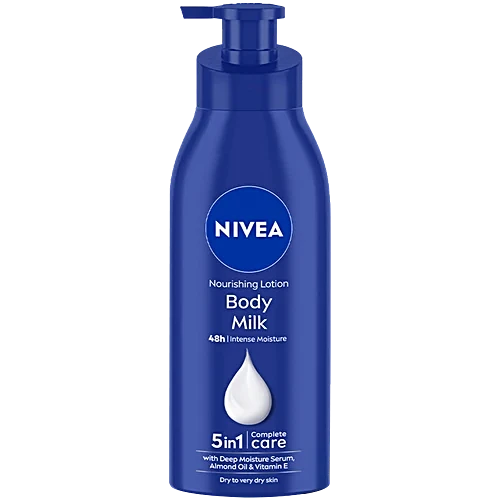 NIVEA
Nourishing Lotion
Body
Milk
48h | Intense Moisture
5in1 | Complete care
with Deep Moisture Serum,
Almond Oil & Vitamin E
Dry to very dry skin